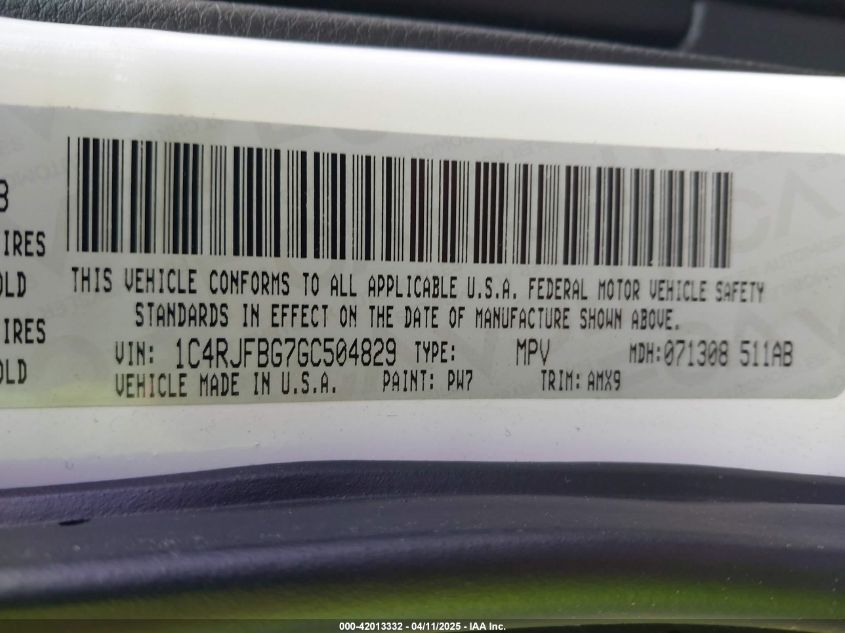 8
IRES
OLD
IRES
OLD
THIS VEHICLE CONFORMS TO ALL APPLICABLE U.S.A. FEDERAL MOTOR VEHICLE SAFETY
STANDARDS IN EFFECT ON THE DATE OF MANUFACTURE SHOWN ABOVE.
VIN: 1C4RJFBG7GC504829 TYPE: MPV MDH:071308 511AB
VEHICLE MADE IN U.S.A. PAINT: PW7 TRIM: AMX9
000-42013332 - 04/11/2025 - IAA Inc.